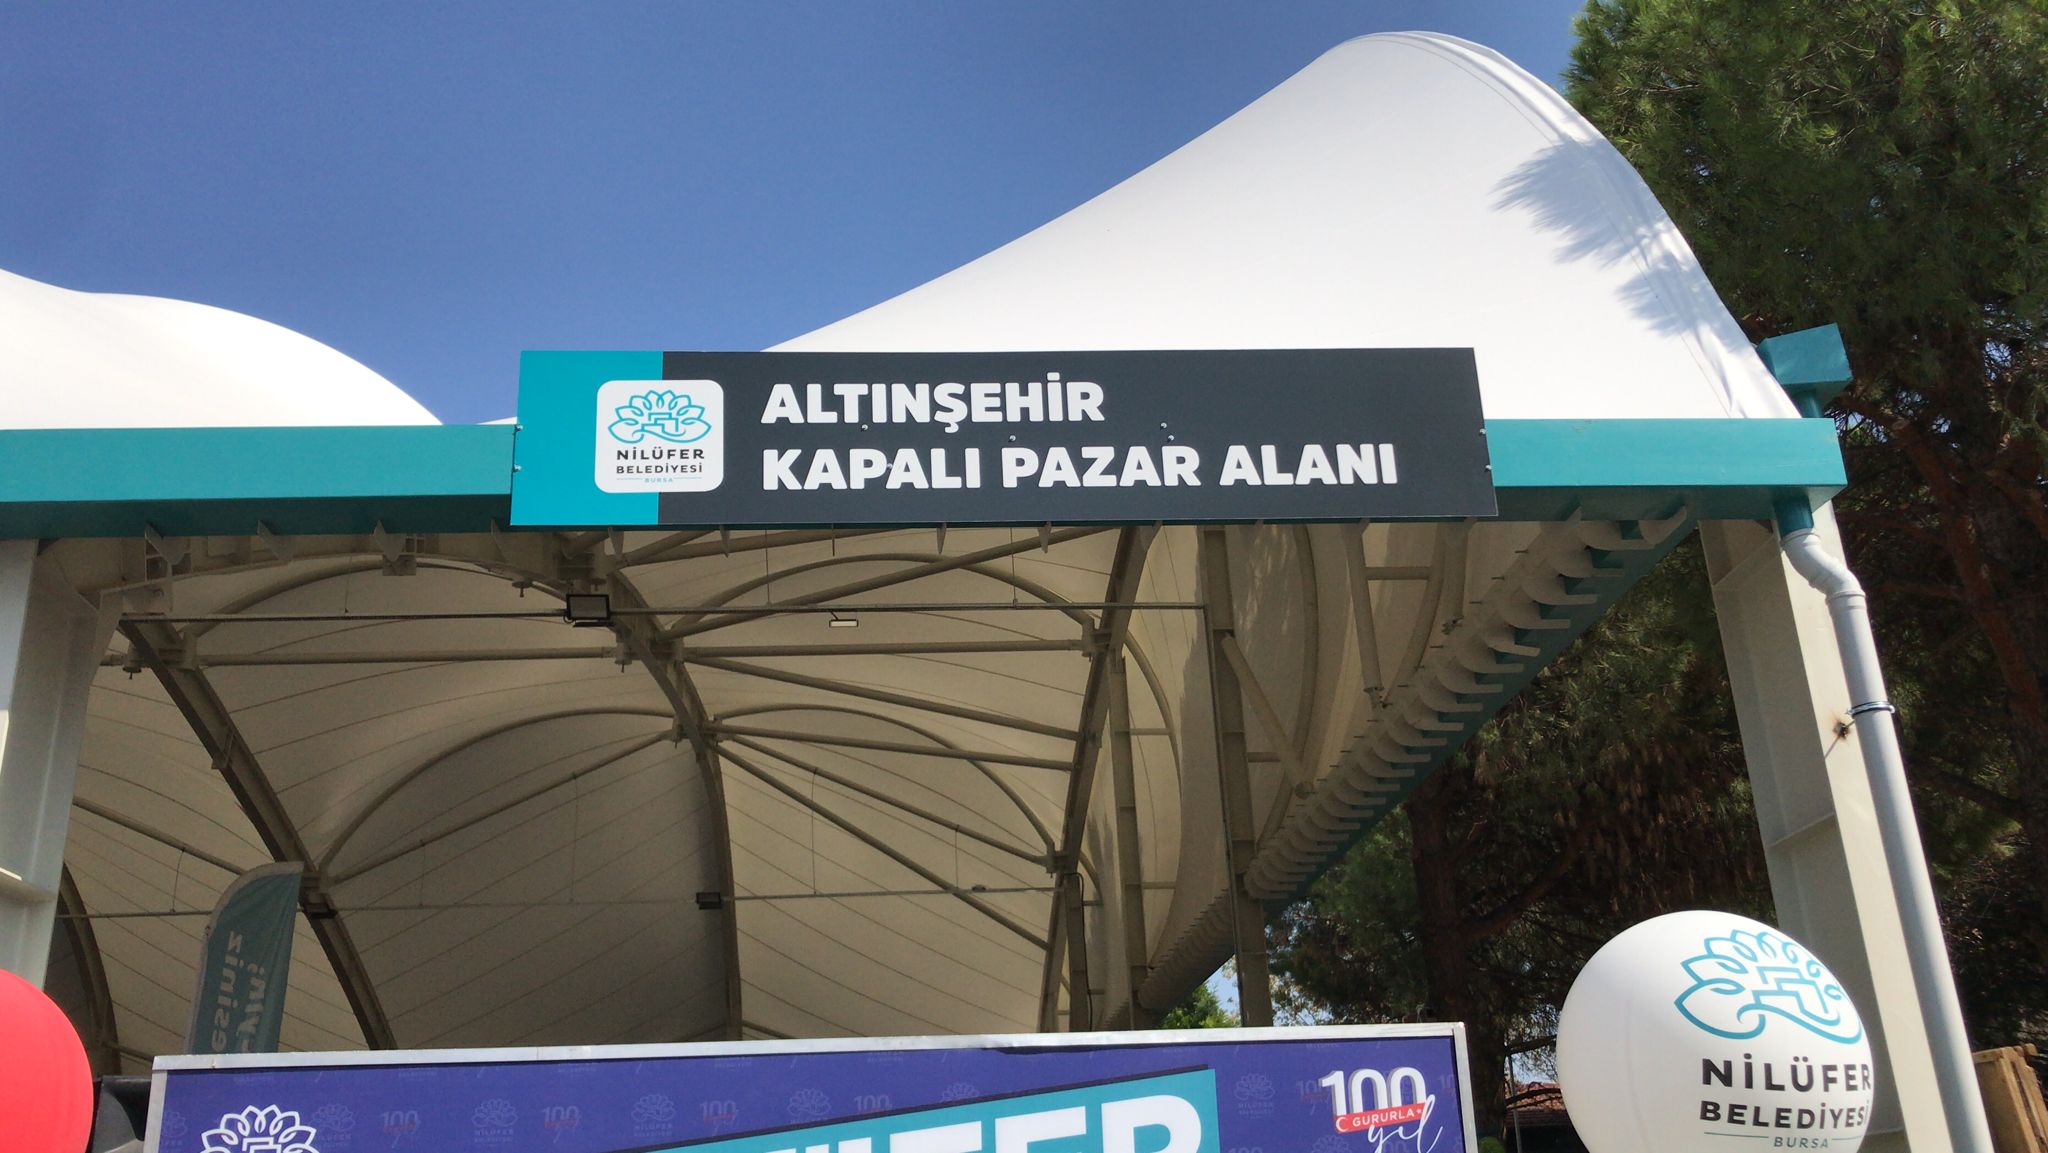 ALTINŞEHİR
KAPALI PAZAR ALANI
NİLÜFER
BELEDİYESİ
BURSA
100
GURURLA
yıl
NİLÜFER
BELEDİYESİ
BURSA